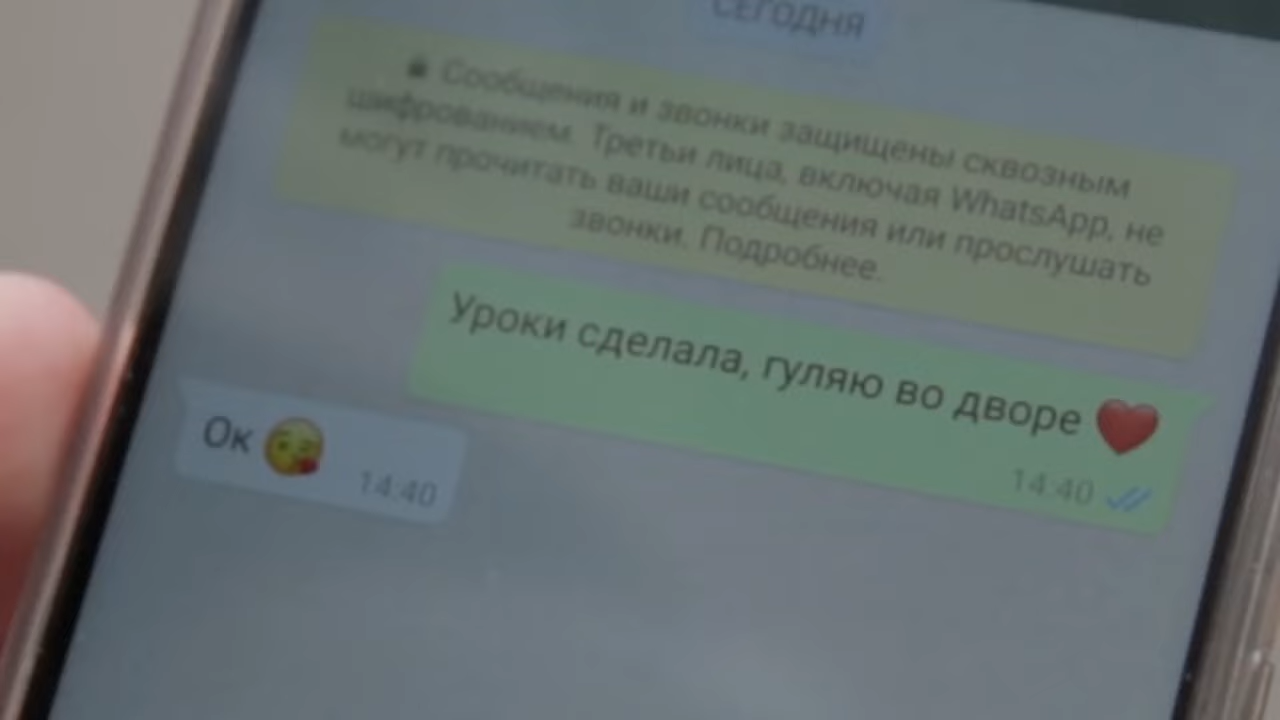 СЕГОДНЯ
🔒 Сообщения и звонки защищены сквозным
шифрованием. Третьи лица, включая WhatsApp, не
могут прочитать ваши сообщения или прослушать
звонки. Подробнее.
Уроки сделала, гуляю во дворе ❤️
14:40
Ок 😘
14:40